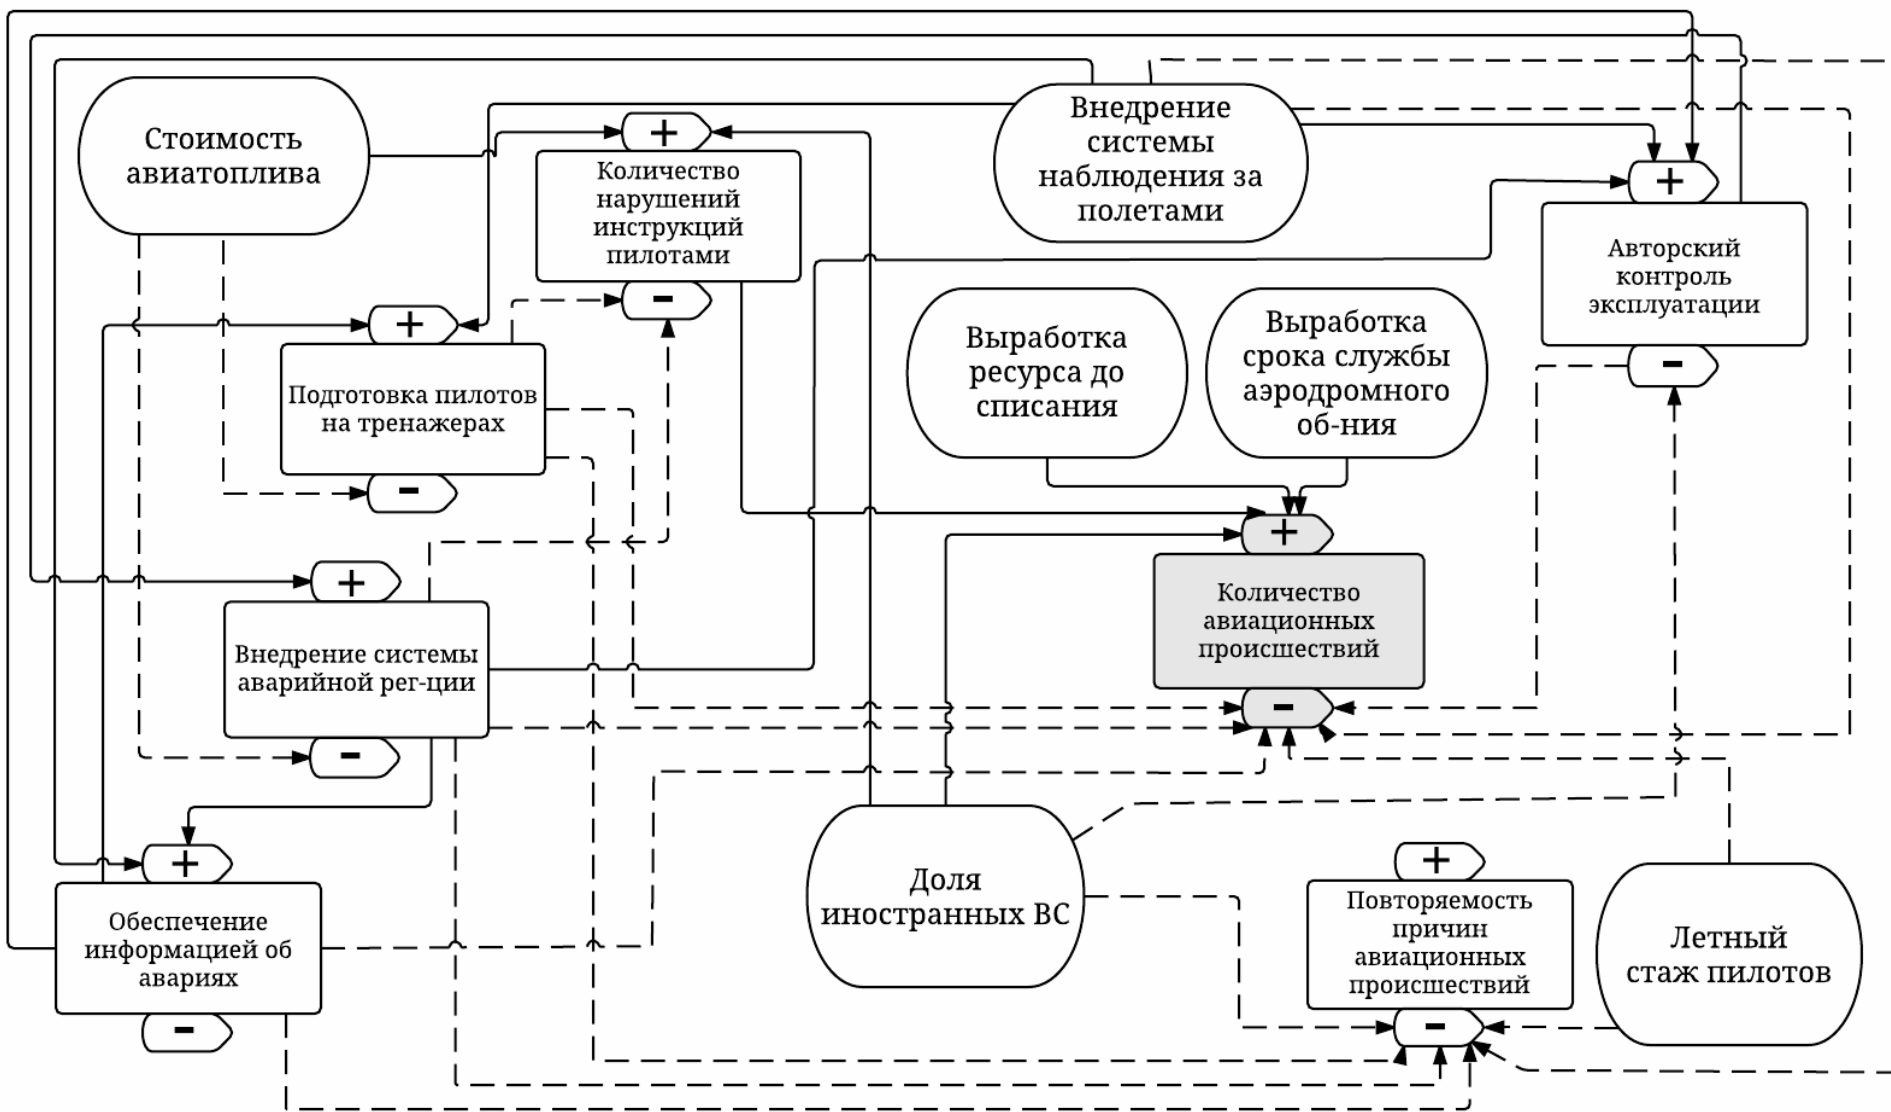 Стоимость
авиатоплива
+
Количество
нарушений
инструкций
пилотами
-
Внедрение
системы
наблюдения за
полетами
+
Авторский
контроль
эксплуатации
-
+
Подготовка пилотов
на тренажерах
-
Выработка
ресурса до
списания
Выработка
срока службы
аэродромного
об-ния
+
Количество
авиационных
происшествий
-
+
Внедрение системы
аварийной рег-ции
-
+
Обеспечение
информацией об
авариях
-
Доля
иностранных ВС
+
Повторяемость
причин
авиационных
происшествий
-
Летный
стаж пилотов